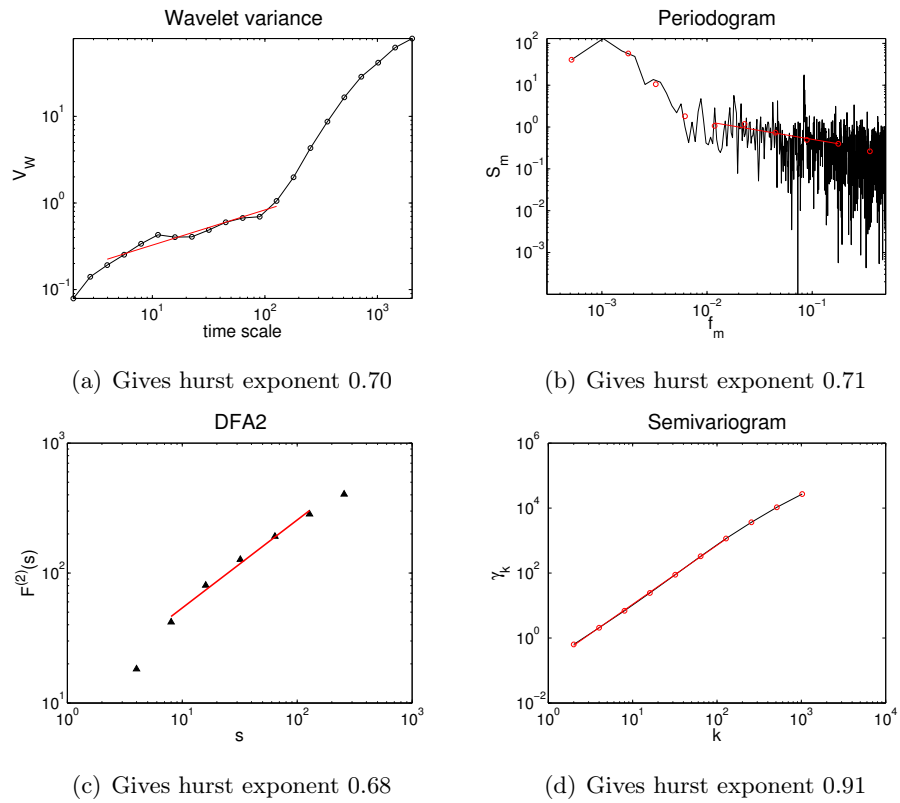 Wavelet variance
V_W
10^1
10^0
10^-1
10^1
10^2
10^3
time scale
(a) Gives hurst exponent 0.70
Periodogram
S_m
10^2
10^1
10^0
10^-1
10^-2
10^-3
10^-3
10^-2
10^-1
f_m
(b) Gives hurst exponent 0.71
DFA2
F^(2)(s)
10^3
10^2
10^1
10^0
10^1
10^2
10^3
s
(c) Gives hurst exponent 0.68
Semivariogram
γ_k
10^6
10^4
10^2
10^0
10^-2
10^0
10^1
10^2
10^3
10^4
k
(d) Gives hurst exponent 0.91